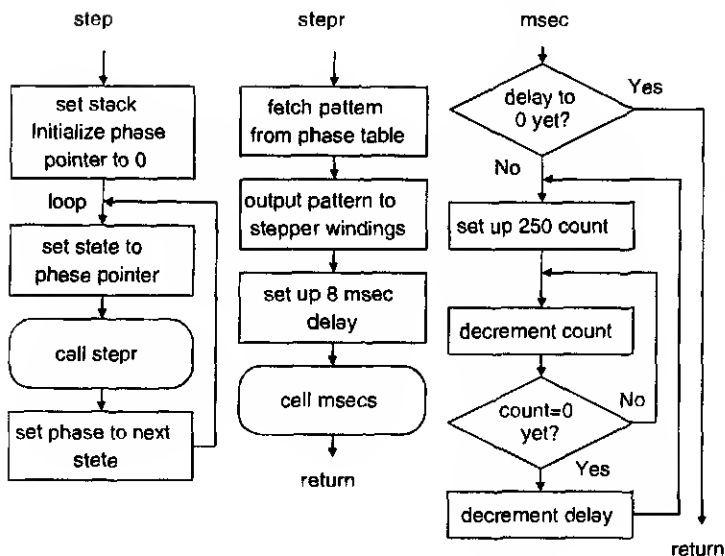 step
set stack
Initialize phase
pointer to 0
loop
set state to
phase pointer
call stepr
set phase to next
stete
stepr
fetch pattern
from phase table
output pattern to
stepper windings
set up 8 msec
delay
cell msecs
return
msec
delay to
0 yet?
Yes
No
set up 250 count
decrement count
count=0
yet?
No
Yes
decrement delay
return